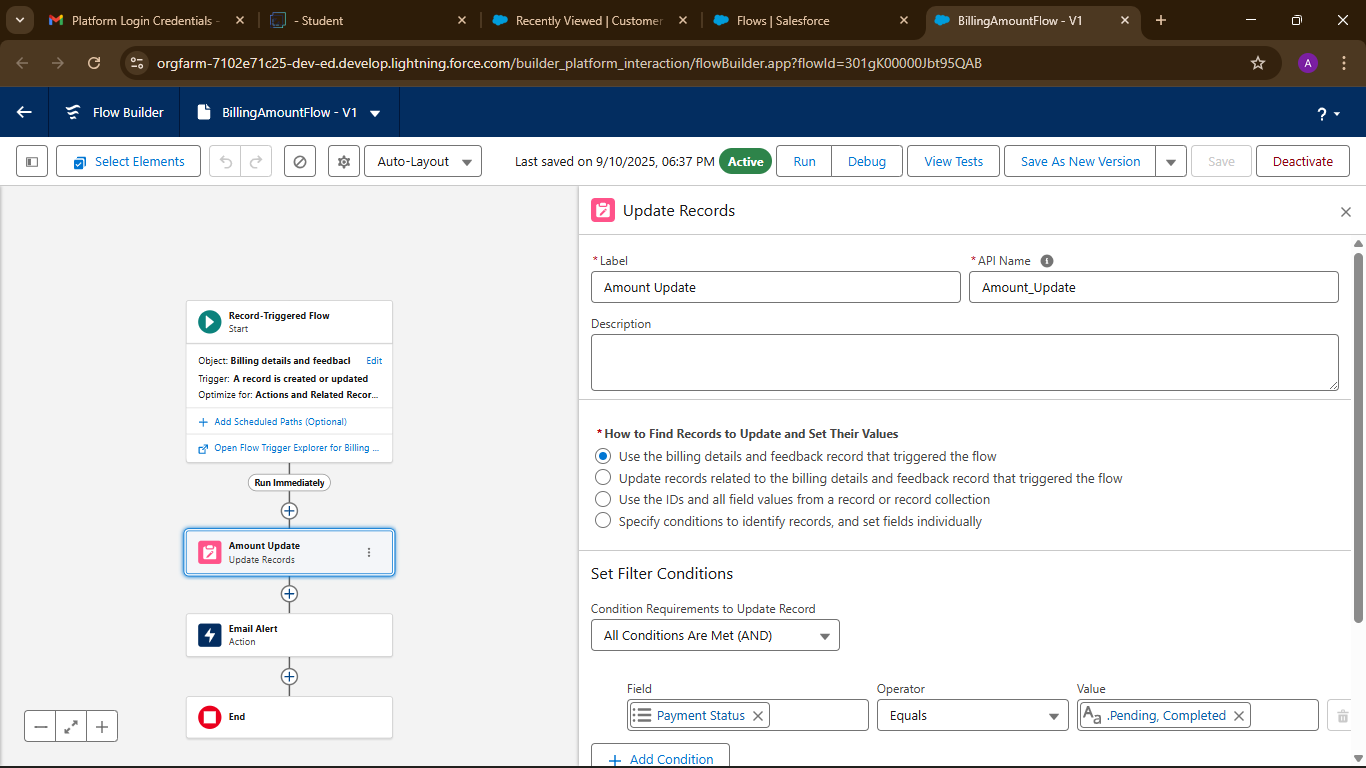 Platform Login Credentials -
- Student
Recently Viewed | Customer
Flows | Salesforce
BillingAmountFlow - V1
orgfarm-7102e71c25-dev-ed.develop.lightning.force.com/builder_platform_interaction/flowBuilder.app?flowId=301gK00000Jbt95QAB
A
Flow Builder
BillingAmountFlow - V1
?
Select Elements
Auto-Layout
Last saved on 9/10/2025, 06:37 PM
Active
Run
Debug
View Tests
Save As New Version
Save
Deactivate
Record-Triggered Flow
Start
Object: Billing details and feedback
Edit
Trigger: A record is created or updated
Optimize for: Actions and Related Recor...
Add Scheduled Paths (Optional)
Open Flow Trigger Explorer for Billing ...
Run Immediately
Amount Update
Update Records
Email Alert
Action
End
Update Records
*Label
Amount Update
*API Name
Amount_Update
Description
*How to Find Records to Update and Set Their Values
Use the billing details and feedback record that triggered the flow
Update records related to the billing details and feedback record that triggered the flow
Use the IDs and all field values from a record or record collection
Specify conditions to identify records, and set fields individually
Set Filter Conditions
Condition Requirements to Update Record
All Conditions Are Met (AND)
Field
Operator
Value
Payment Status
Equals
Aa .Pending, Completed
Add Condition